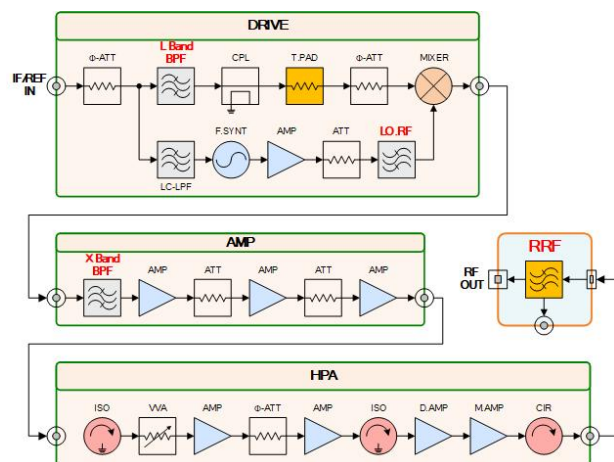 DRIVE
Φ-ATT
L Band
BPF
CPL
T.PAD
Φ-ATT
MIXER
IF/REF
IN
F.SYNT
AMP
ATT
LO.RF
LC-LPF
AMP
X Band
BPF
AMP
ATT
AMP
ATT
AMP
RRF
RF
OUT
HPA
ISO
VVA
AMP
Φ-ATT
AMP
ISO
D.AMP
M.AMP
CIR